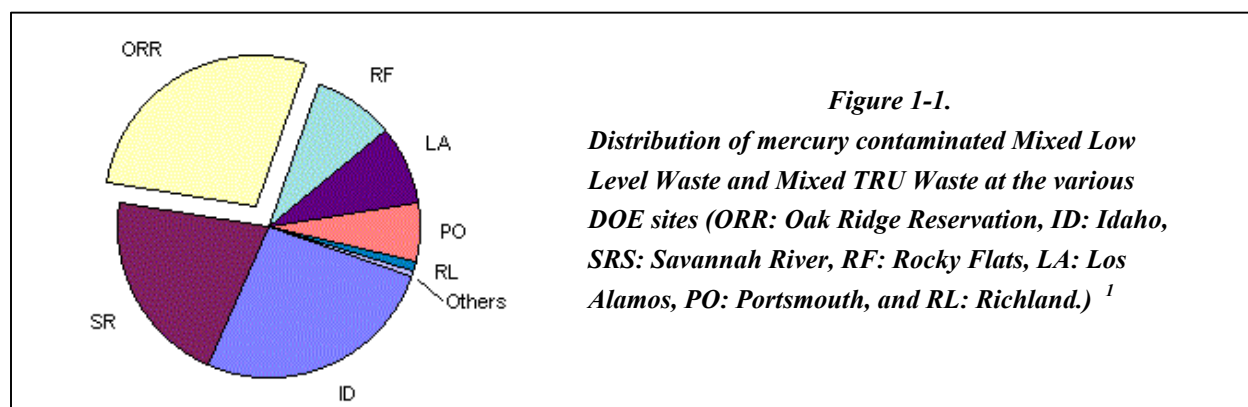 ORR
RF
LA
PO
RL
Others
ID
SR
Figure 1-1.
Distribution of mercury contaminated Mixed Low
Level Waste and Mixed TRU Waste at the various
DOE sites (ORR: Oak Ridge Reservation, ID: Idaho,
SRS: Savannah River, RF: Rocky Flats, LA: Los
Alamos, PO: Portsmouth, and RL: Richland.) 1